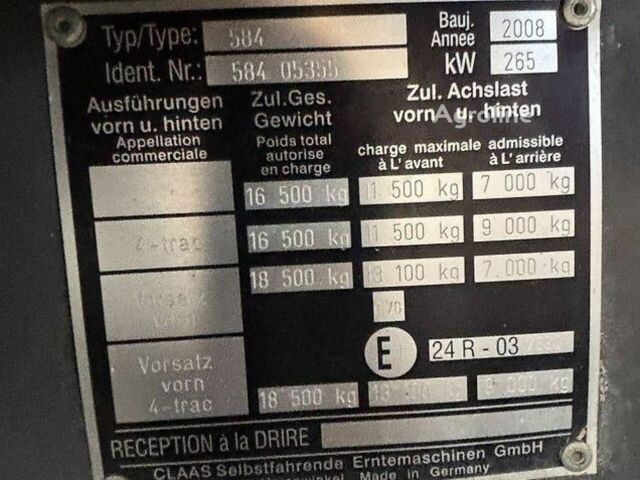 Typ/Type: 584
Bauj. Annee 2008
Ident. Nr.: 584 05355
kW 265
Ausführungen vorn u. hinten
Appellation commerciale
Zul.Ges. Gewicht
Poids total autorise en charge
Zul. Achslast vorn u. hinten
charge maximale admissible
à L'avant à L'arrière
Agroline
16 500 kg 11 500 kg 7 000 kg
4-trac 16 500 kg 11 500 kg 9 000 kg
Vorsatz vorn 18 500 kg 13 100 kg 7.000 kg
E 24 R - 03
Vorsatz vorn 4-trac 18 500 kg
RECEPTION à la DRIRE
CLAAS Selbstfahrende Erntemaschinen GmbH
Made in Germany